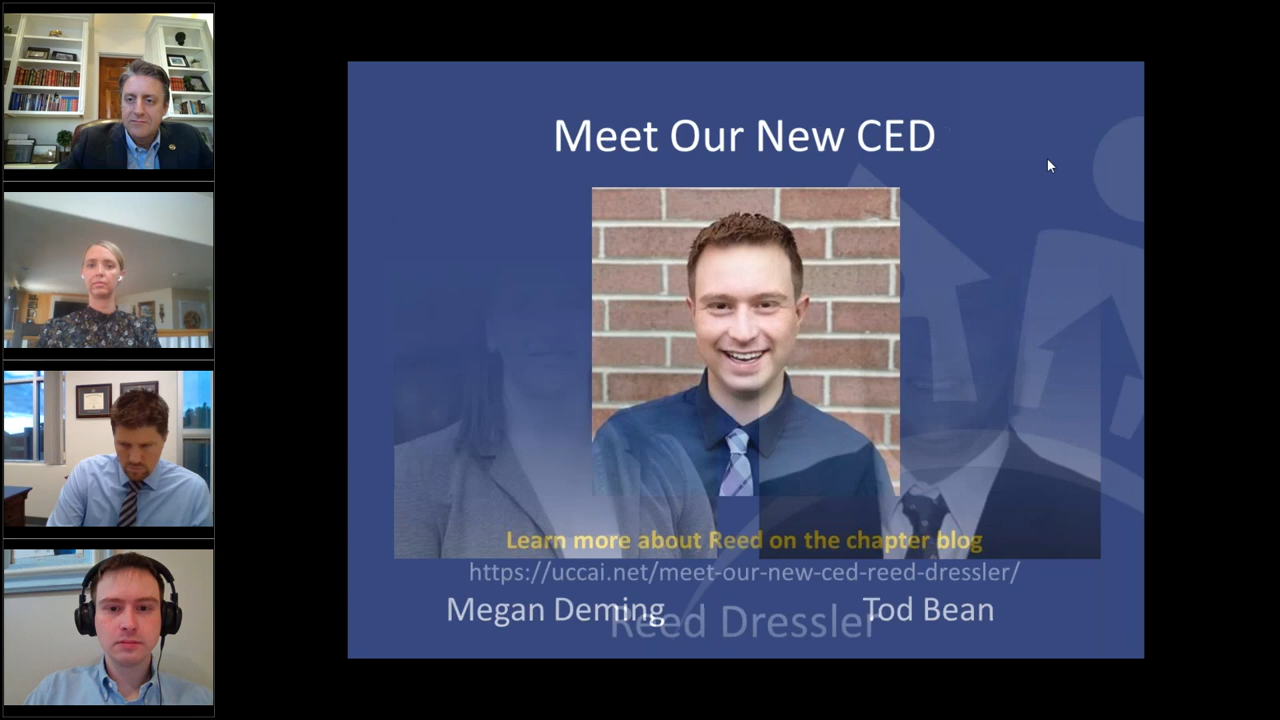 Meet Our New CED
Learn more about Reed on the chapter blog
https://uccai.net/meet-our-new-ced-reed-dressler/
Megan Deming
Tod Bean
Reed Dressler